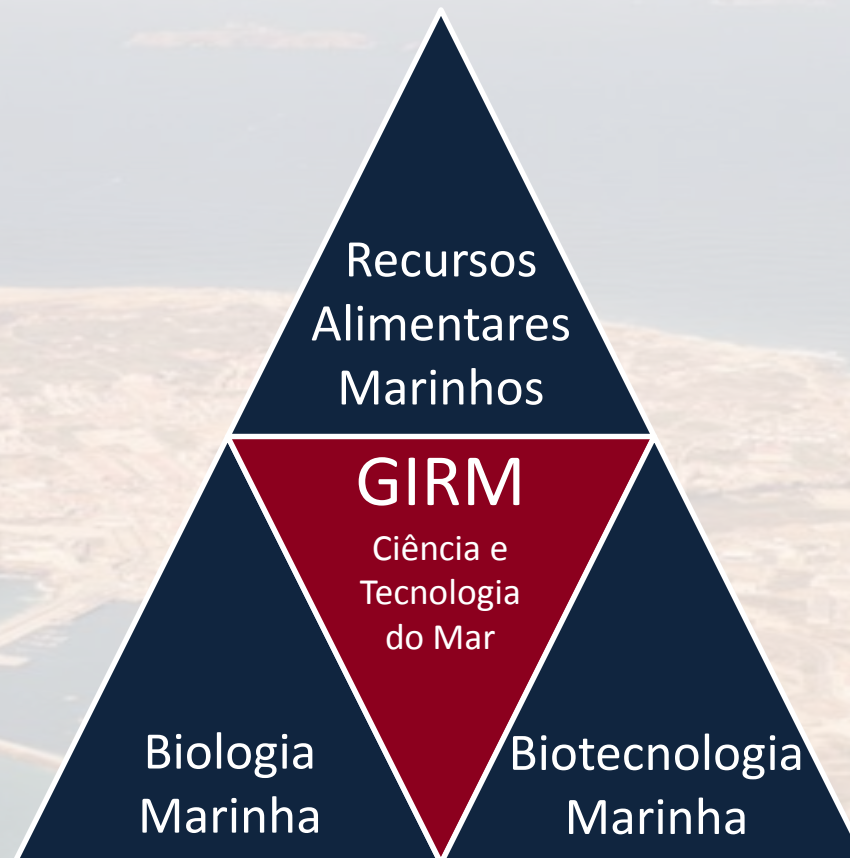 Recursos
Alimentares
Marinhos
GIRM
Ciência e
Tecnologia
do Mar
Biologia
Marinha
Biotecnologia
Marinha